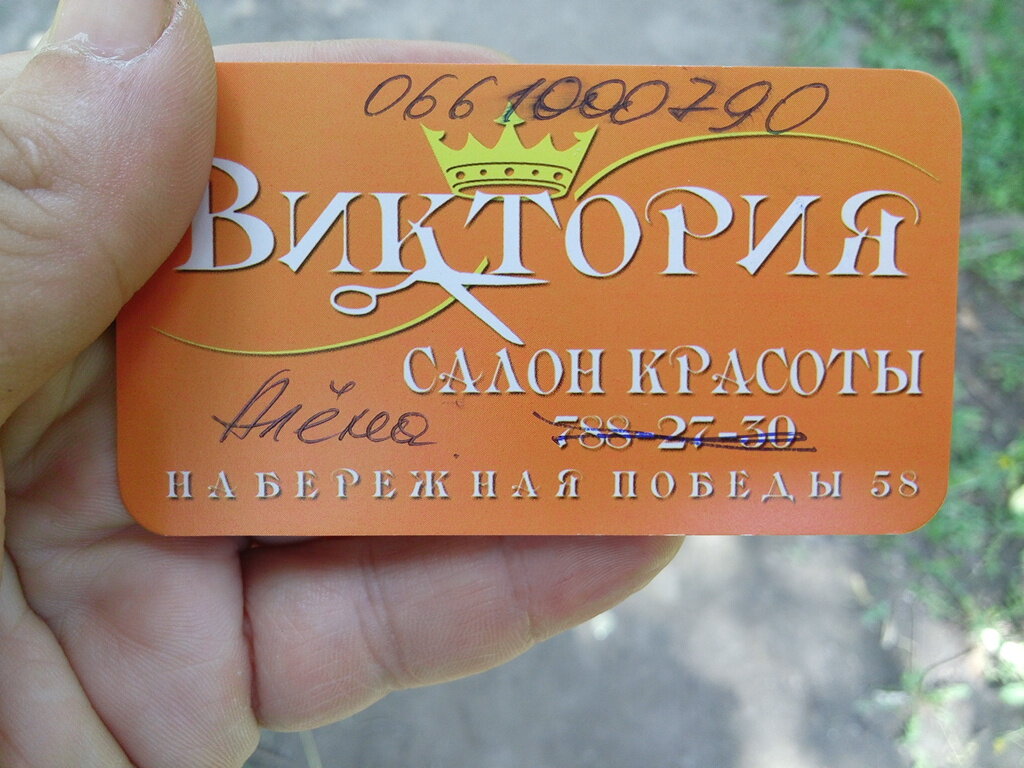 0661000790
ВИКТОРИЯ
САЛОН КРАСОТЫ
Алёна
788-27-30
НАБЕРЕЖНАЯ ПОБЕДЫ 58